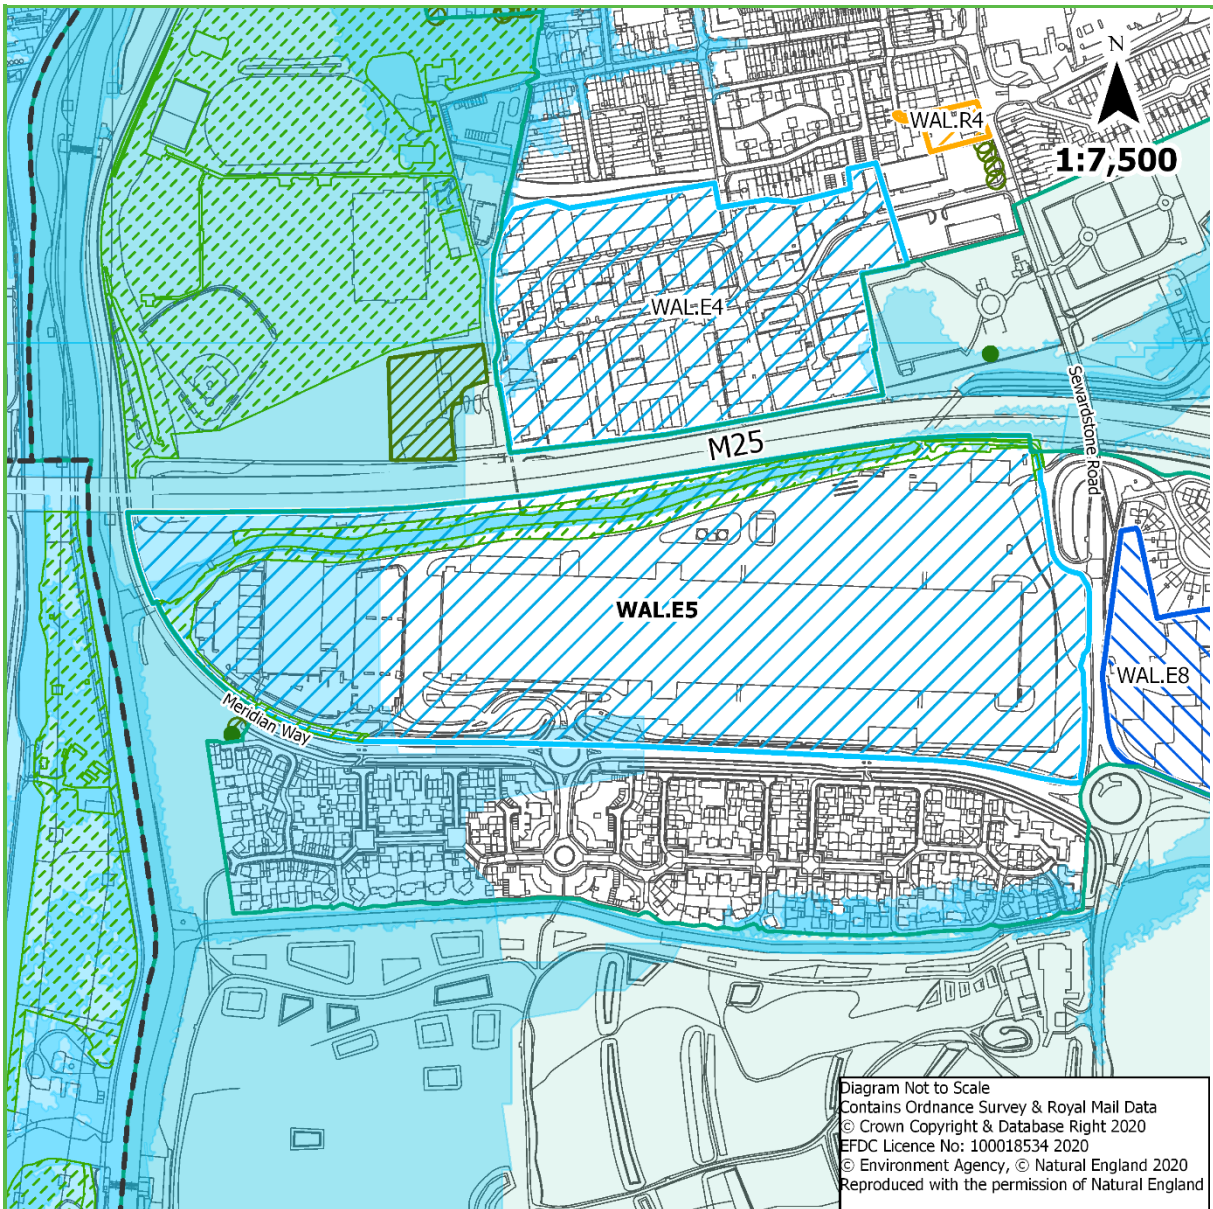 N
WAL.R4
1:7,500
WAL.E4
Sewardstone Road
M25
WAL.E5
WAL.E8
Meridian Way
Diagram Not to Scale
Contains Ordnance Survey & Royal Mail Data
© Crown Copyright & Database Right 2020
EFDC Licence No: 100018534 2020
© Environment Agency, © Natural England 2020
Reproduced with the permission of Natural England